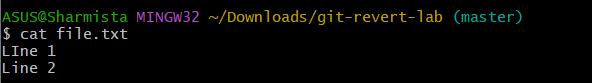 ASUS@Sharmista MINGW32 ~/Downloads/git-revert-lab (master)
$ cat file.txt
LIne 1
Line 2